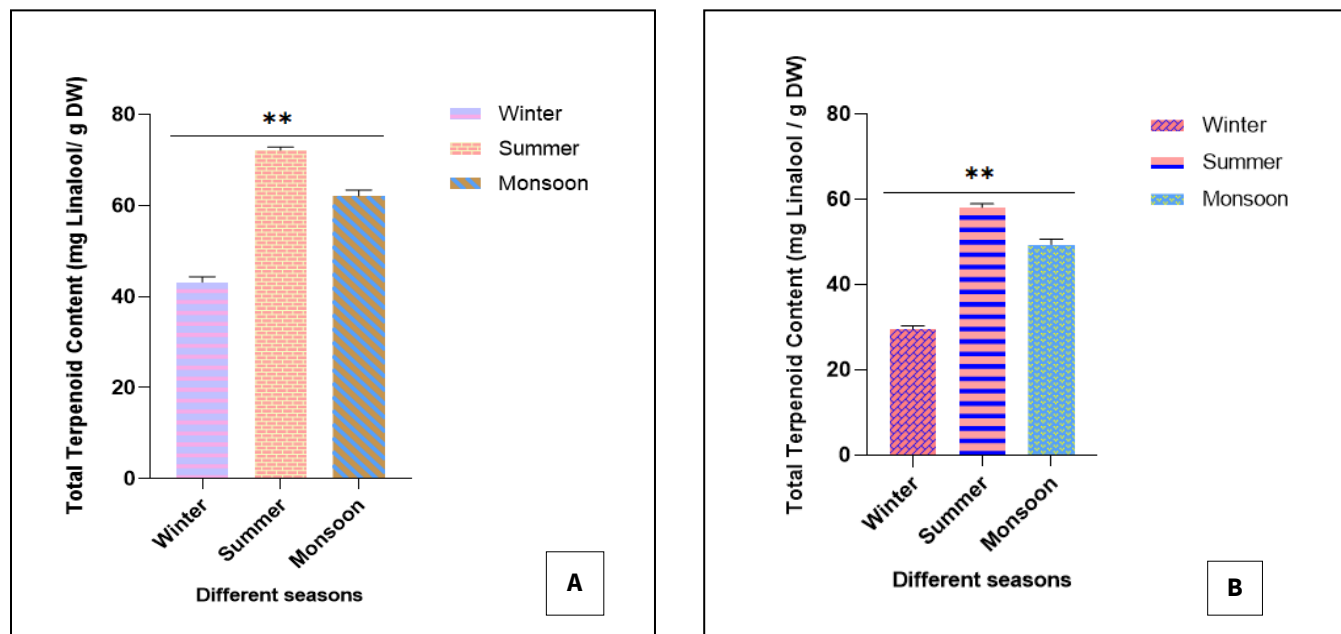 Total Terpenoid Content (mg Linalool/ g DW)
80
60
40
20
0
**
Winter
Summer
Monsoon
Winter
Summer
Monsoon
Different seasons
A
Total Terpenoid Content (mg Linalool / g DW)
80
60
40
20
0
**
Winter
Summer
Monsoon
Winter
Summer
Monsoon
Different seasons
B